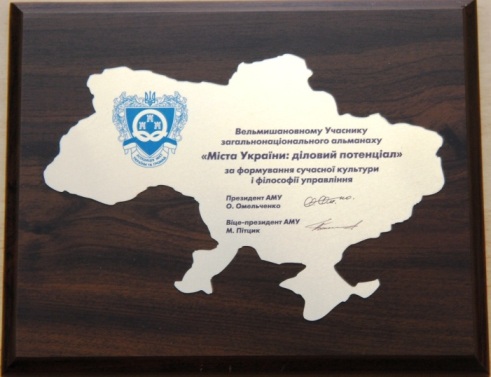 Вельмишановному Учаснику
загальнонаціонального альманаху
«Міста України: діловий потенціал»
за формування сучасної культури
і філософії управління
Президент АМУ
О. Омельченко
Віце-президент АМУ
М. Пітцик